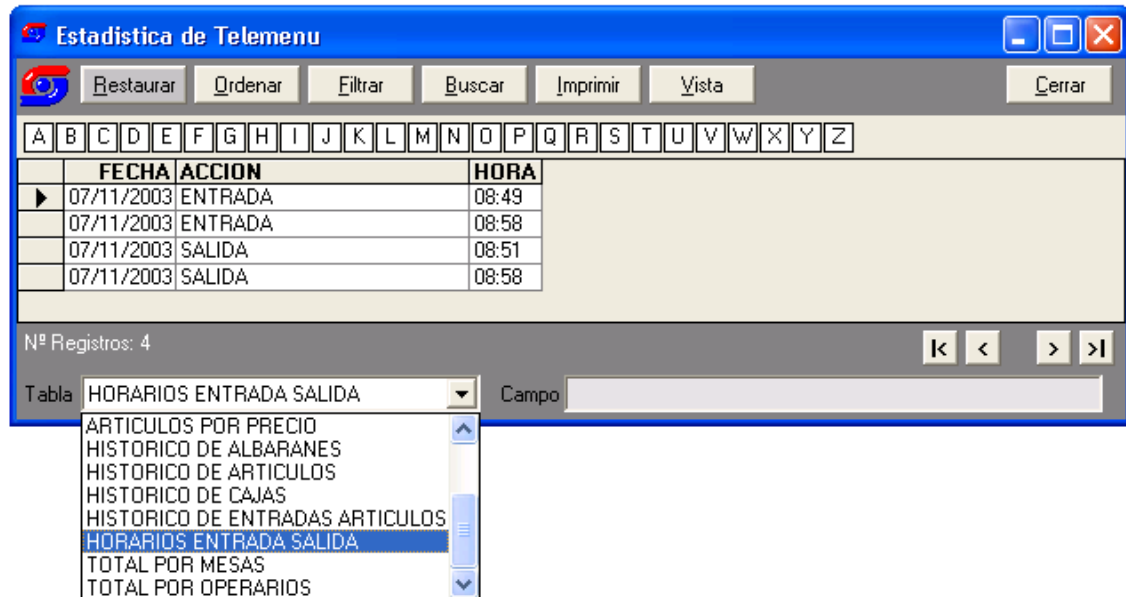 Estadistica de Telemenu
Restaurar Ordenar Filtrar Buscar Imprimir Vista Cerrar
A B C D E F G H I J K L M N O P Q R S T U V W X Y Z
FECHA ACCION HORA
07/11/2003 ENTRADA 08:49
07/11/2003 ENTRADA 08:58
07/11/2003 SALIDA 08:51
07/11/2003 SALIDA 08:58
Nº Registros: 4
Tabla HORARIOS ENTRADA SALIDA Campo
ARTICULOS POR PRECIO
HISTORICO DE ALBARANES
HISTORICO DE ARTICULOS
HISTORICO DE CAJAS
HISTORICO DE ENTRADAS ARTICULOS
HORARIOS ENTRADA SALIDA
TOTAL POR MESAS
TOTAL POR OPERARIOS